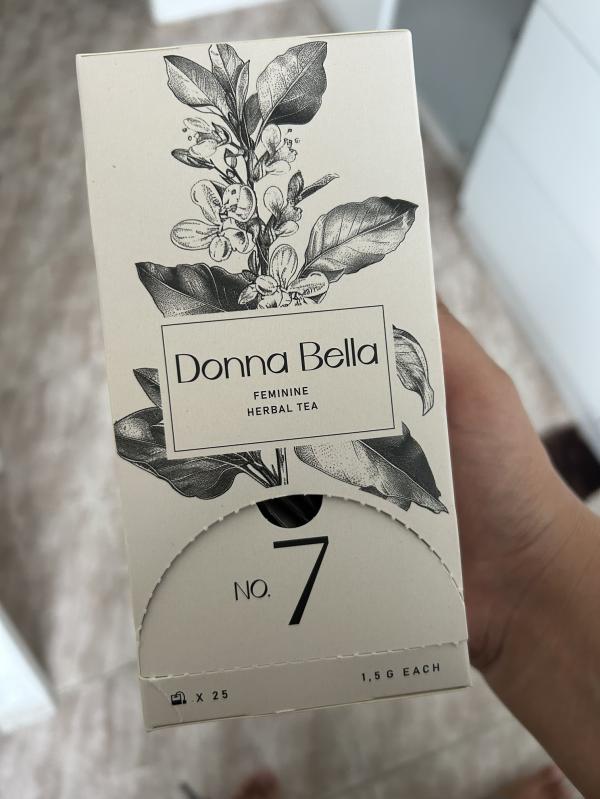 Donna Bella
FEMININE
HERBAL TEA
NO. 7
X 25
1,5 G EACH